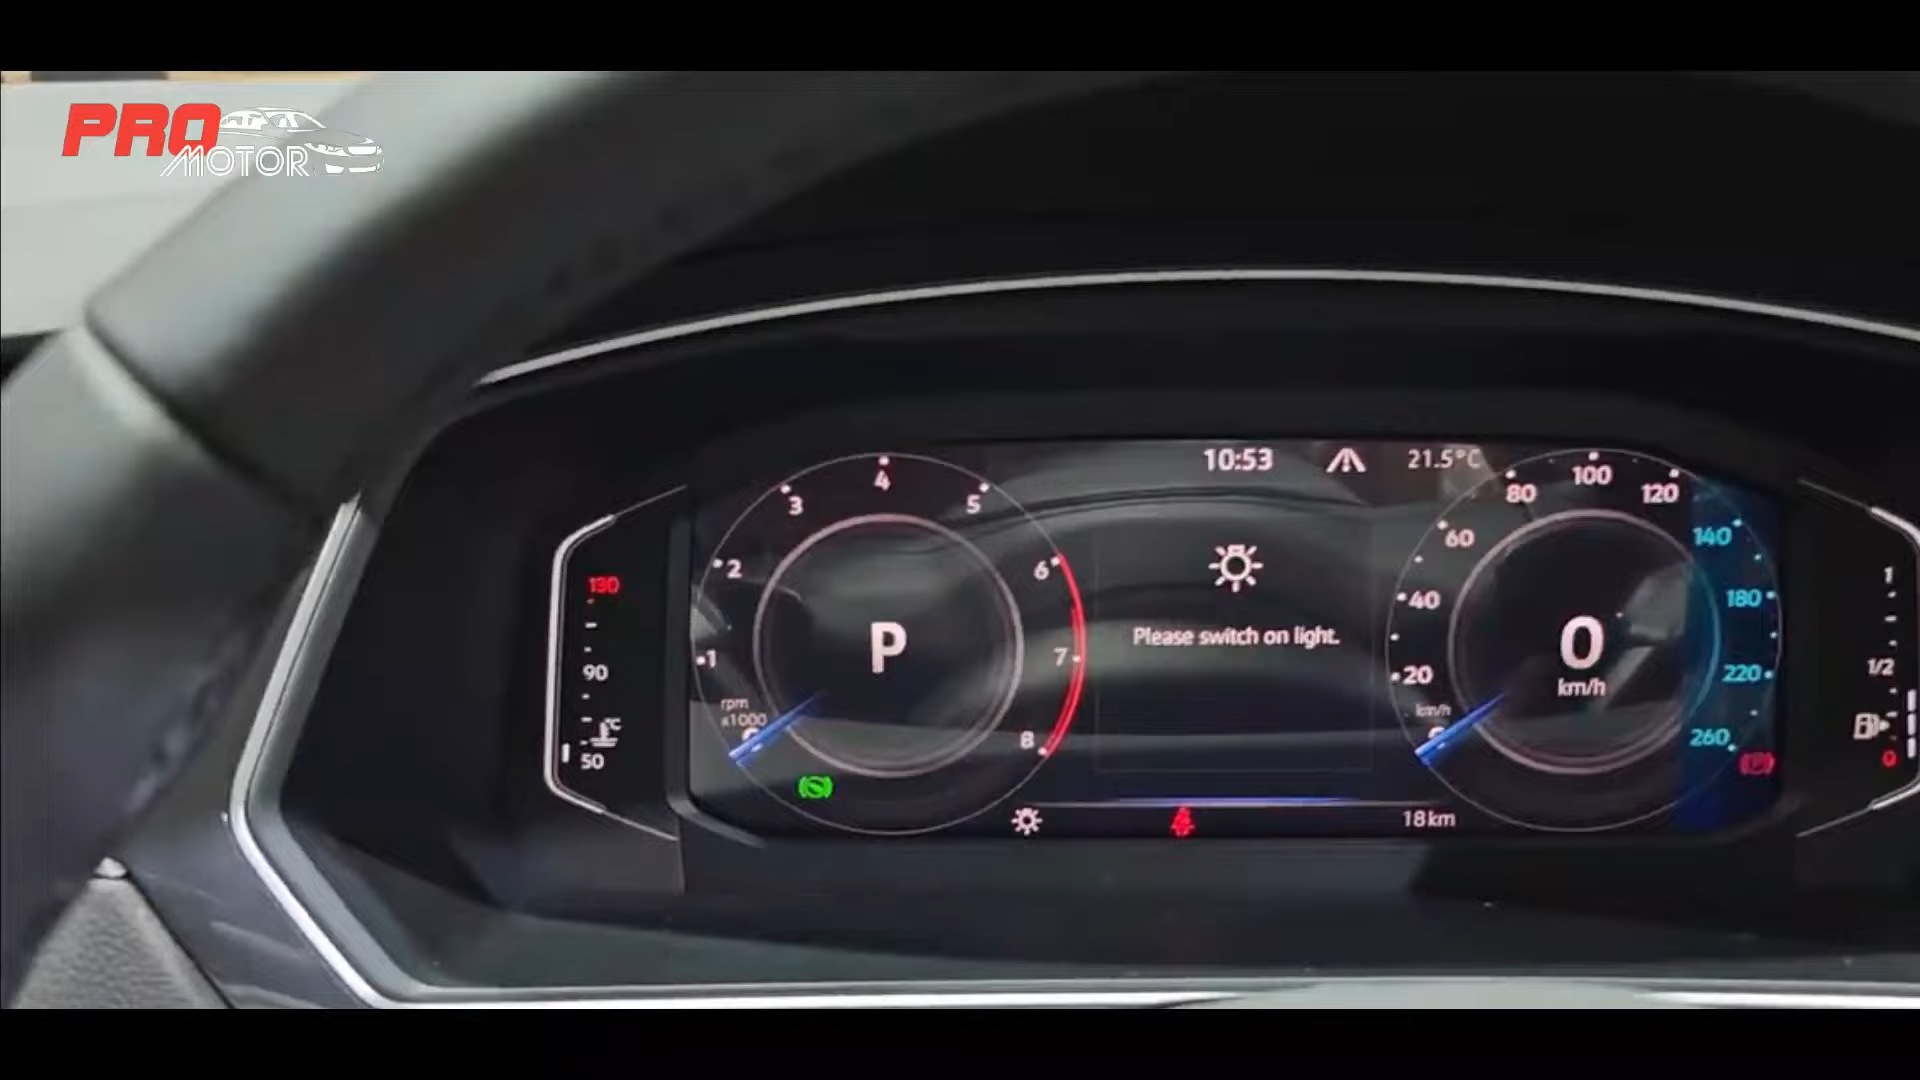 PRO
MOTOR
10:53
21.5°C
130
90
50
°C
1
2
3
4
5
6
7
8
rpm
x1000
P
Please switch on light.
20
40
60
80
100
120
140
180
220
260
km/h
0
km/h
18km
1
1/2
0
(P)